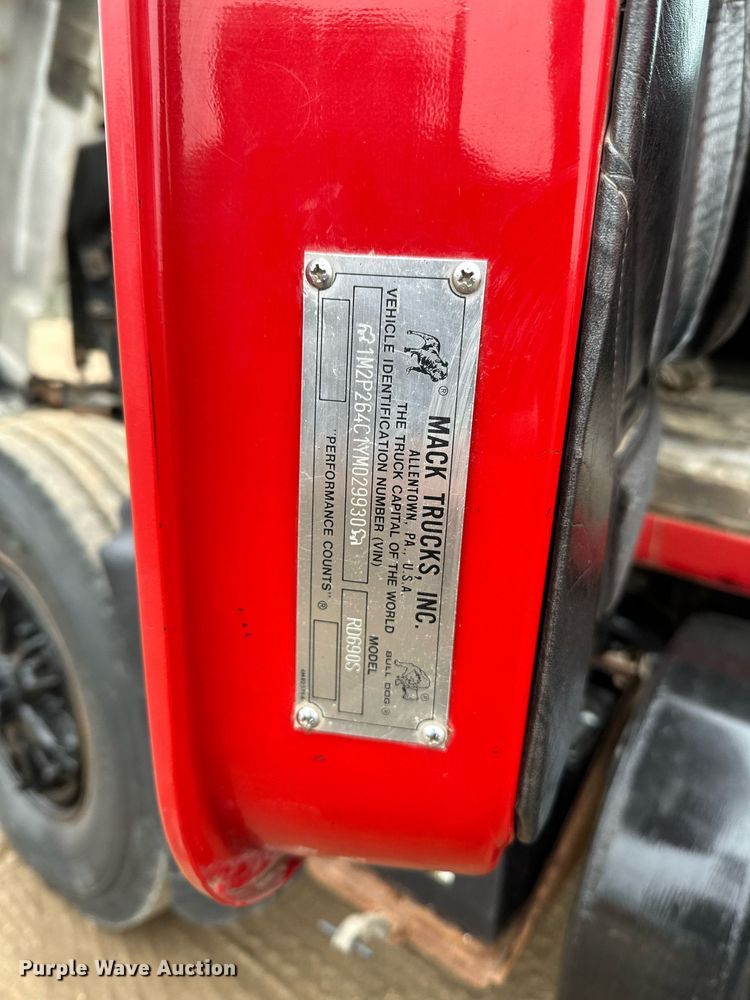 MACK TRUCKS, INC.
ALLENTOWN, PA., U.S.A.
THE TRUCK CAPITAL OF THE WORLD
BULL DOG ®
VEHICLE IDENTIFICATION NUMBER (VIN)
MODEL
1M2P264C1YM029930
RD690S
"PERFORMANCE COUNTS" ®
Purple Wave Auction